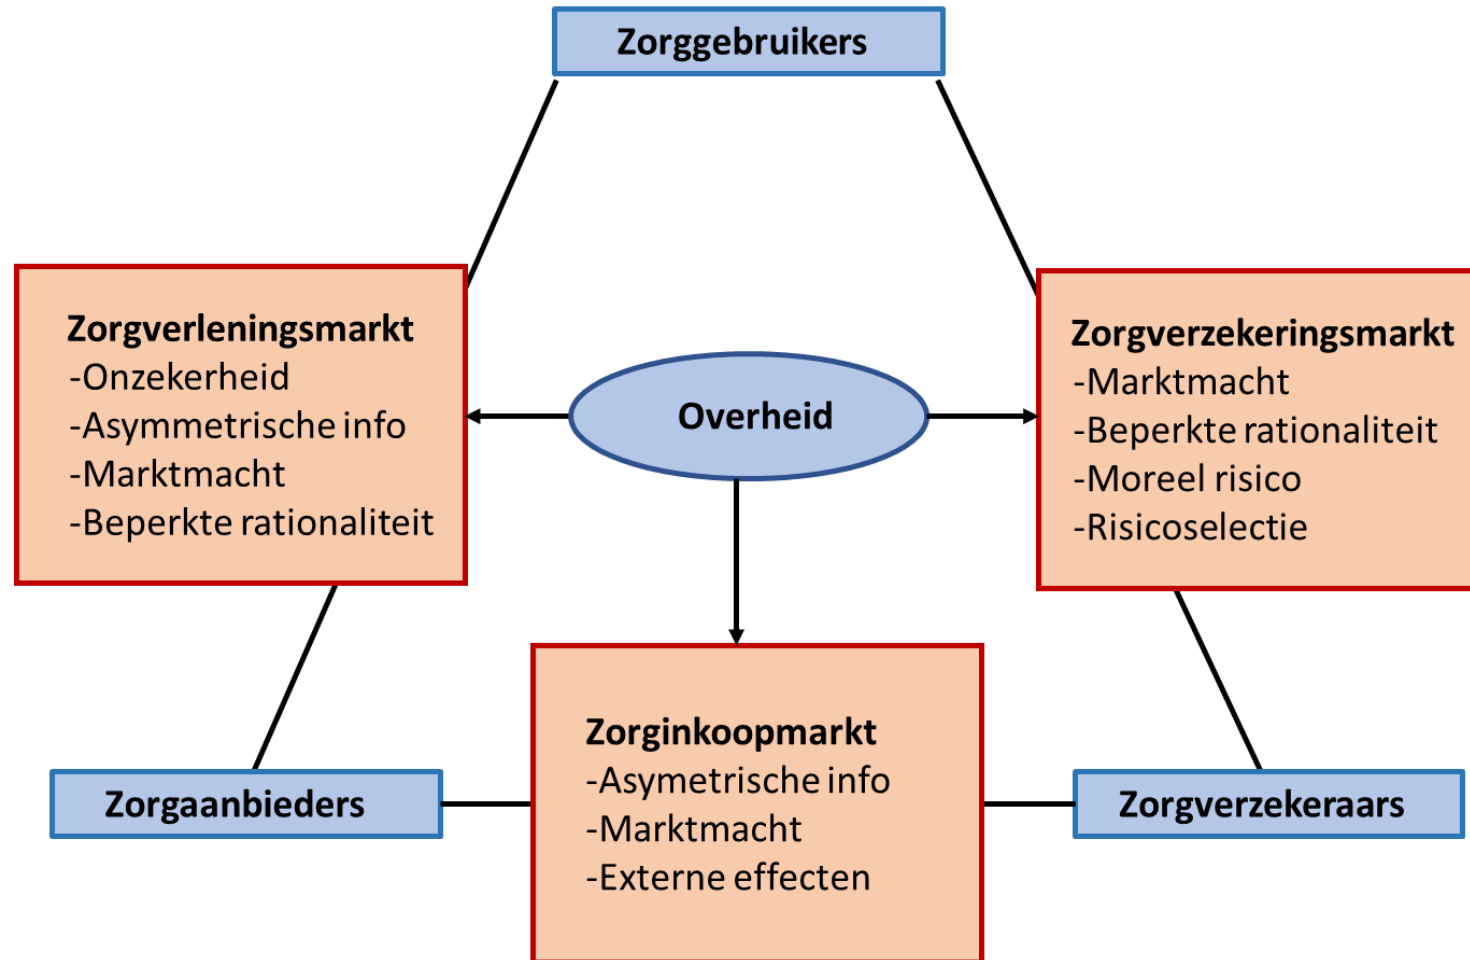 Zorggebruikers
Zorgverleningsmarkt
-Onzekerheid
-Asymmetrische info
-Marktmacht
-Beperkte rationaliteit
Overheid
Zorgverzekeringsmarkt
-Marktmacht
-Beperkte rationaliteit
-Moreel risico
-Risicoselectie
Zorgaanbieders
Zorginkoopmarkt
-Asymetrische info
-Marktmacht
-Externe effecten
Zorgverzekeraars